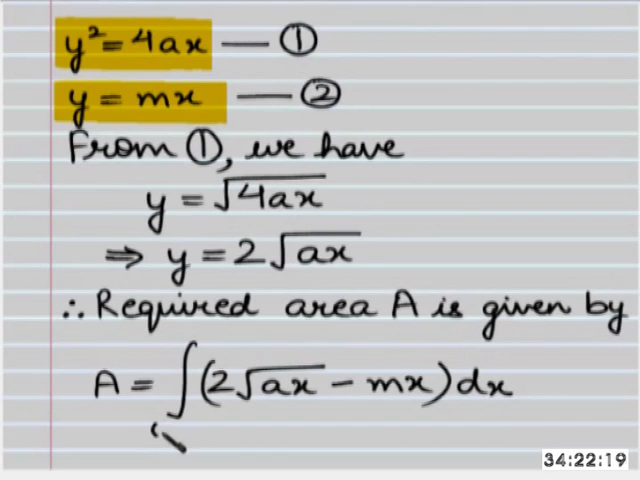 y² = 4ax — ①
y = mx — ②
From ①, we have
y = √4ax
⇒ y = 2√ax
∴ Required area A is given by
A = ∫(2√ax - mx)dx
34:22:19